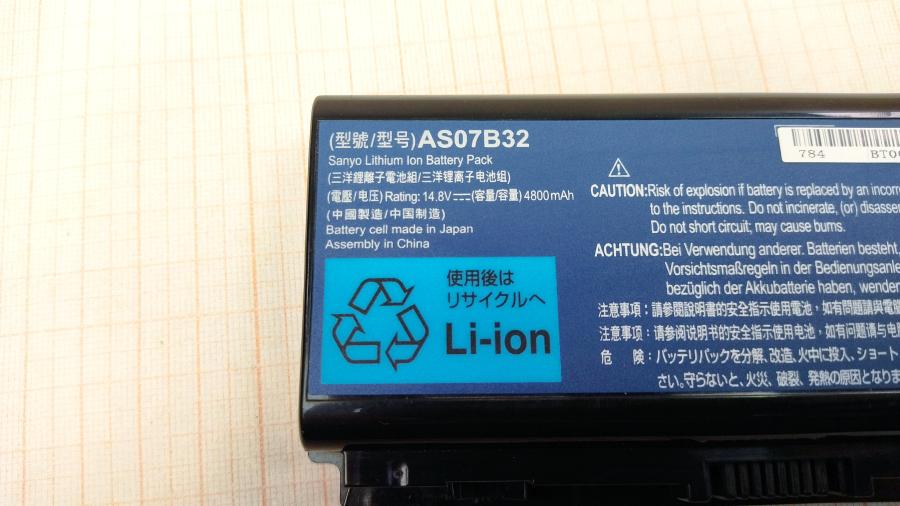 (型號/型号)AS07B32
Sanyo Lithium Ion Battery Pack
(三洋鋰離子電池組/三洋锂离子电池组)
(電壓/电压) Rating: 14.8V⎓(容量/容量) 4800mAh
(中國製造/中国制造)
Battery cell made in Japan
Assembly in China
使用後は
リサイクルへ
Li-ion
784 BT00
CAUTION:Risk of explosion if battery is replaced by an incorre
to the instructions. Do not incinerate, (or) disassem
Do not short circuit; may cause burns.
ACHTUNG:Bei Verwendung anderer. Batterien besteht,
Vorsichtsmaßregeln in der Bedienungsanle
bezüglich der Akkubatterie haben, wenden
注意事項：請參閱說明書的安全指示使用電池，如有問題請與電腦
注意事项：请参阅说明书的安全指示使用电池，如有问题请与电
危 険：バッテリパックを分解、改造、火中に投入、ショート
さい。守らないと、火災、破裂、発熱の原因となりま